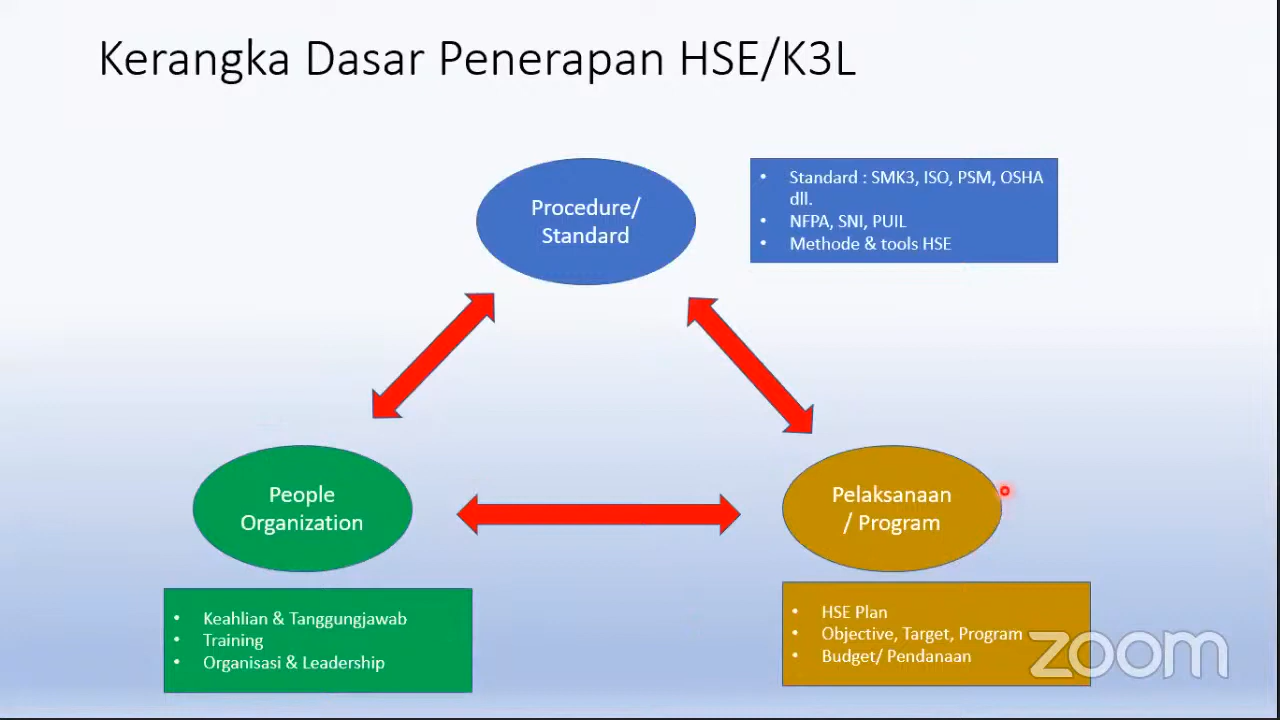 Kerangka Dasar Penerapan HSE/K3L
Procedure/
Standard
• Standard : SMK3, ISO, PSM, OSHA
dll.
• NFPA, SNI, PUIL
• Methode & tools HSE
People
Organization
Pelaksanaan
/ Program
• Keahlian & Tanggungjawab
• Training
• Organisasi & Leadership
• HSE Plan
• Objective, Target, Program
• Budget/ Pendanaan
zoom